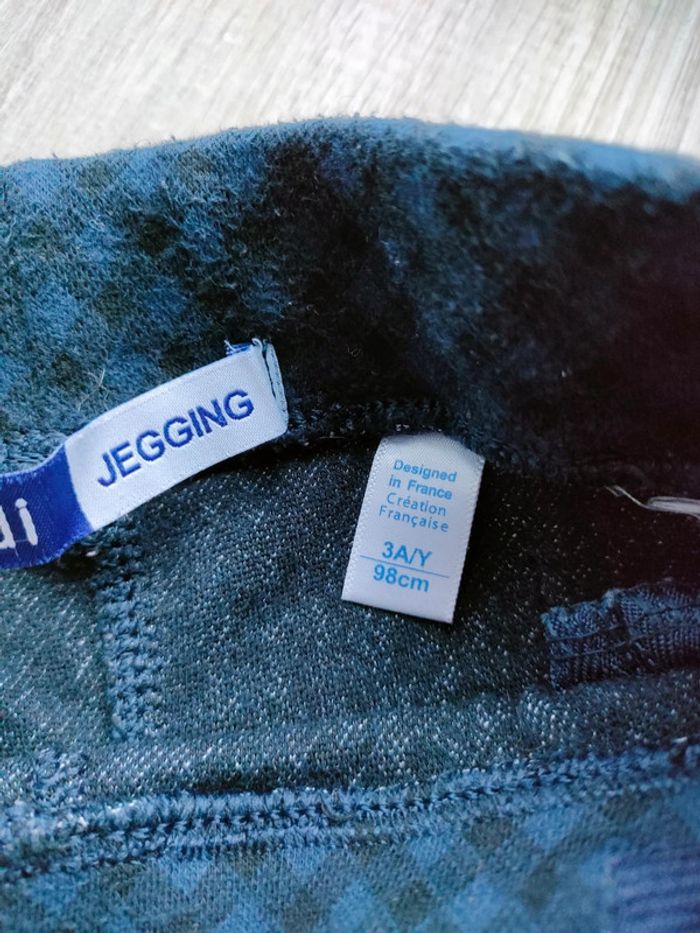 JEGGING
Designed
in France
Création
Française
3A/Y
98cm